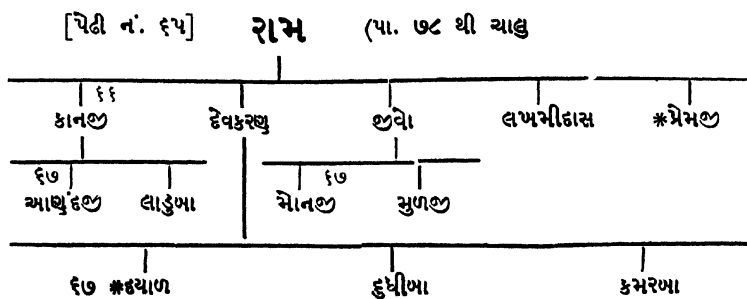 [પેઢી નં. ૬૫] રામ (પા. ૭૮ થી ચાલુ
૬૬
કાનજી દેવકરણ જીવો લખમીદાસ *પ્રેમજી
૬૭ ૬૭
આણંદજી લાડુબા મોનજી મુળજી
૬૭ *દયાળ દુધીબા કમરબા